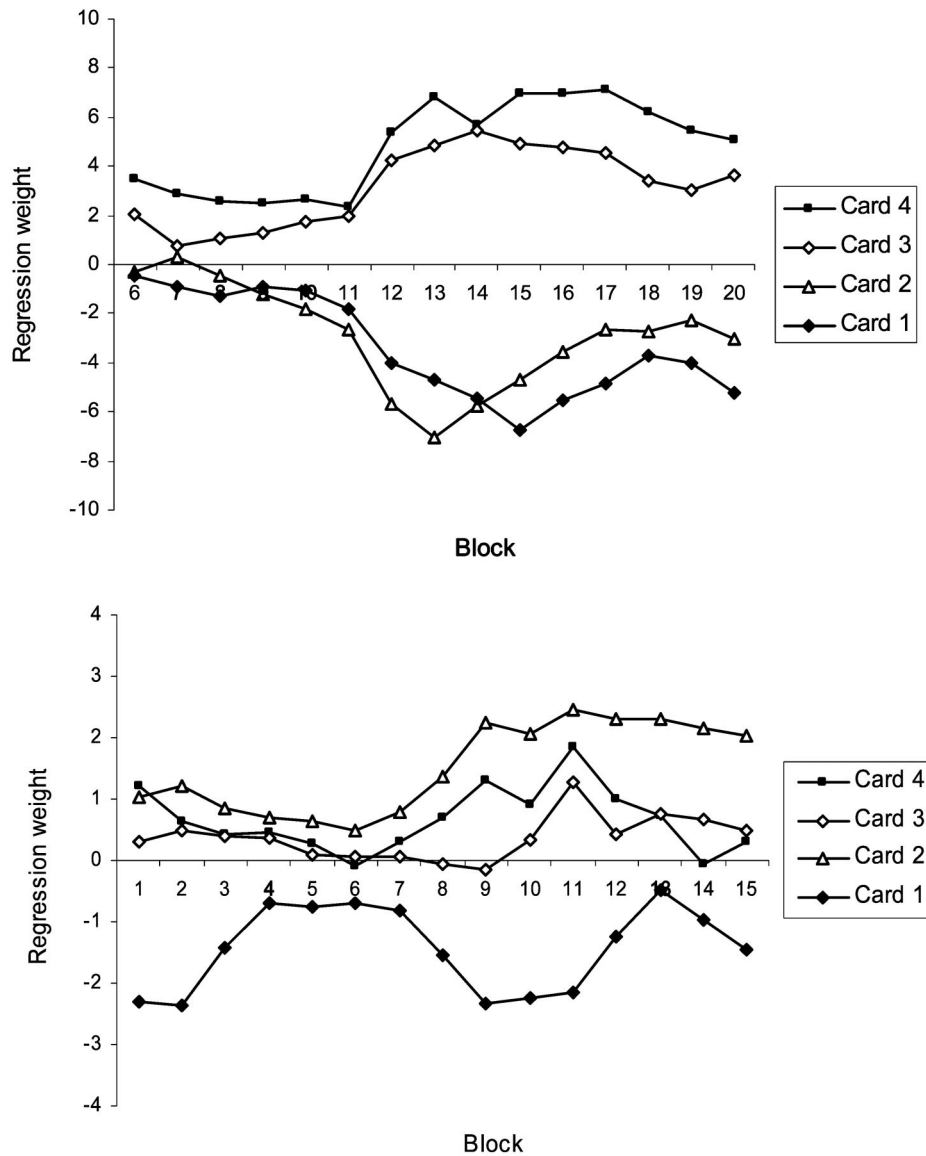 10
8
6
4
2
0
-2
-4
-6
-8
-10
Regression weight
6 7 8 9 10 11 12 13 14 15 16 17 18 19 20
Block
Card 4
Card 3
Card 2
Card 1
4
3
2
1
0
-1
-2
-3
-4
Regression weight
1 2 3 4 5 6 7 8 9 10 11 12 13 14 15
Block
Card 4
Card 3
Card 2
Card 1